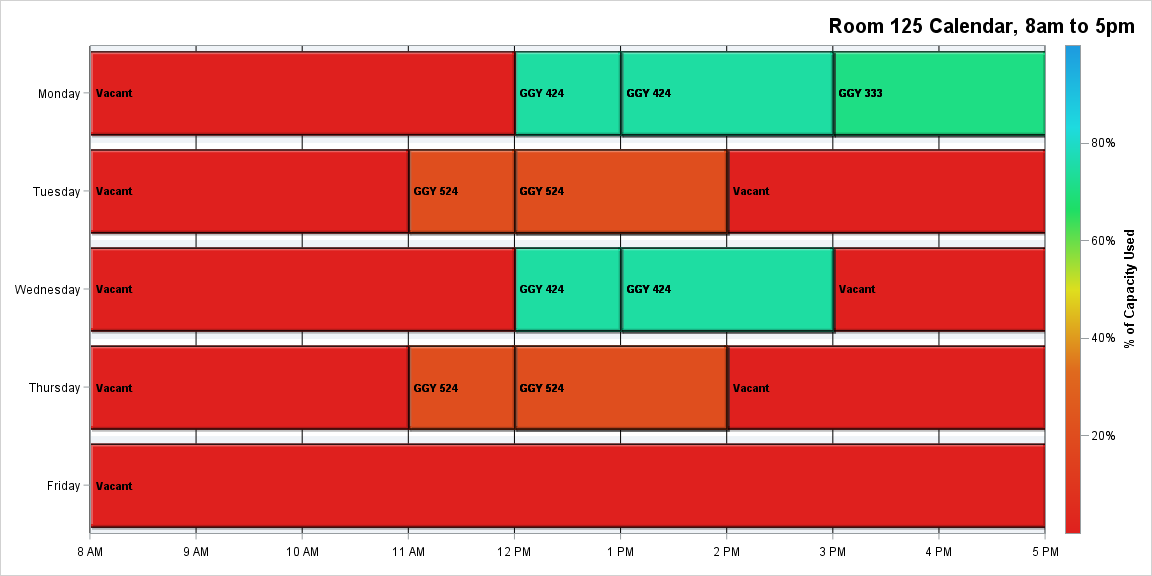 Room 125 Calendar, 8am to 5pm
Monday
Vacant
GGY 424
GGY 424
GGY 333
Tuesday
Vacant
GGY 524
GGY 524
Vacant
Wednesday
Vacant
GGY 424
GGY 424
Vacant
Thursday
Vacant
GGY 524
GGY 524
Vacant
Friday
Vacant
8 AM
9 AM
10 AM
11 AM
12 PM
1 PM
2 PM
3 PM
4 PM
5 PM
80%
60%
40%
20%
% of Capacity Used